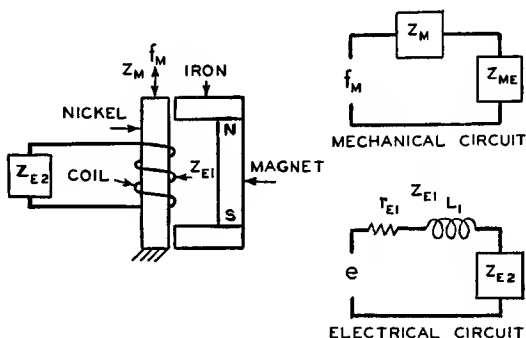 f_M
Z_M
IRON
NICKEL
N
Z_E2
COIL
Z_E1
MAGNET
S
Z_M
f_M
Z_ME
MECHANICAL CIRCUIT
Z_E1
r_E1
L_1
e
Z_E2
ELECTRICAL CIRCUIT